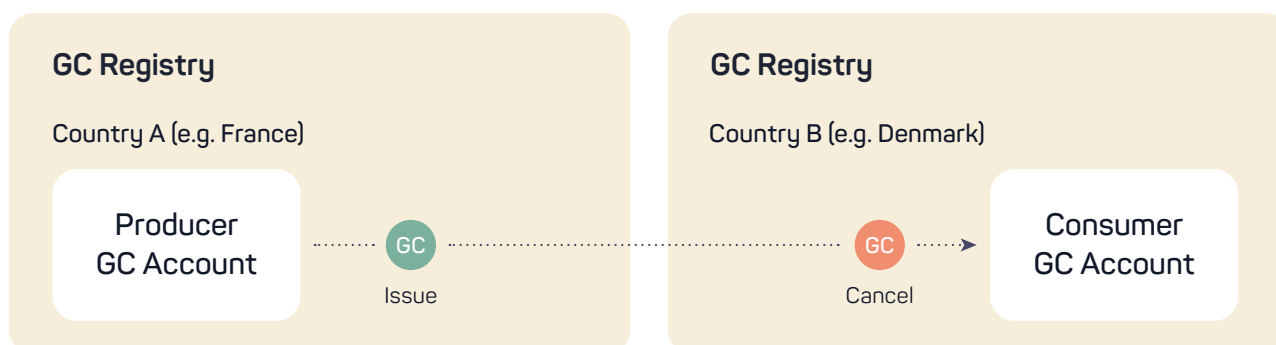 GC Registry
Country A (e.g. France)
Producer
GC Account
GC
Issue
GC Registry
Country B (e.g. Denmark)
GC
Cancel
Consumer
GC Account